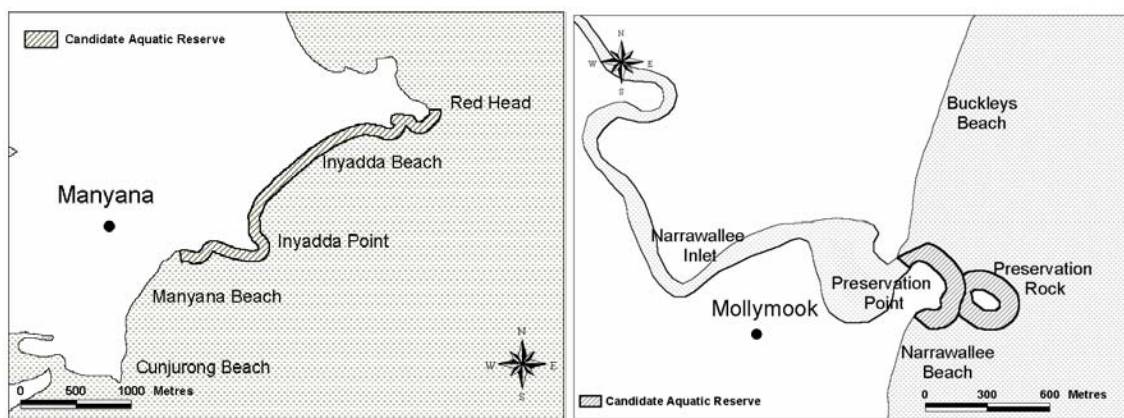 Candidate Aquatic Reserve
Red Head
Inyadda Beach
Manyana
Inyadda Point
Manyana Beach
N
W E
S
Cunjurong Beach
0 500 1000 Metres
N
W E
S
Buckleys
Beach
Narrawallee
Inlet
Preservation
Point
Preservation
Rock
Mollymook
Narrawallee
Beach
Candidate Aquatic Reserve
0 300 600
Metres